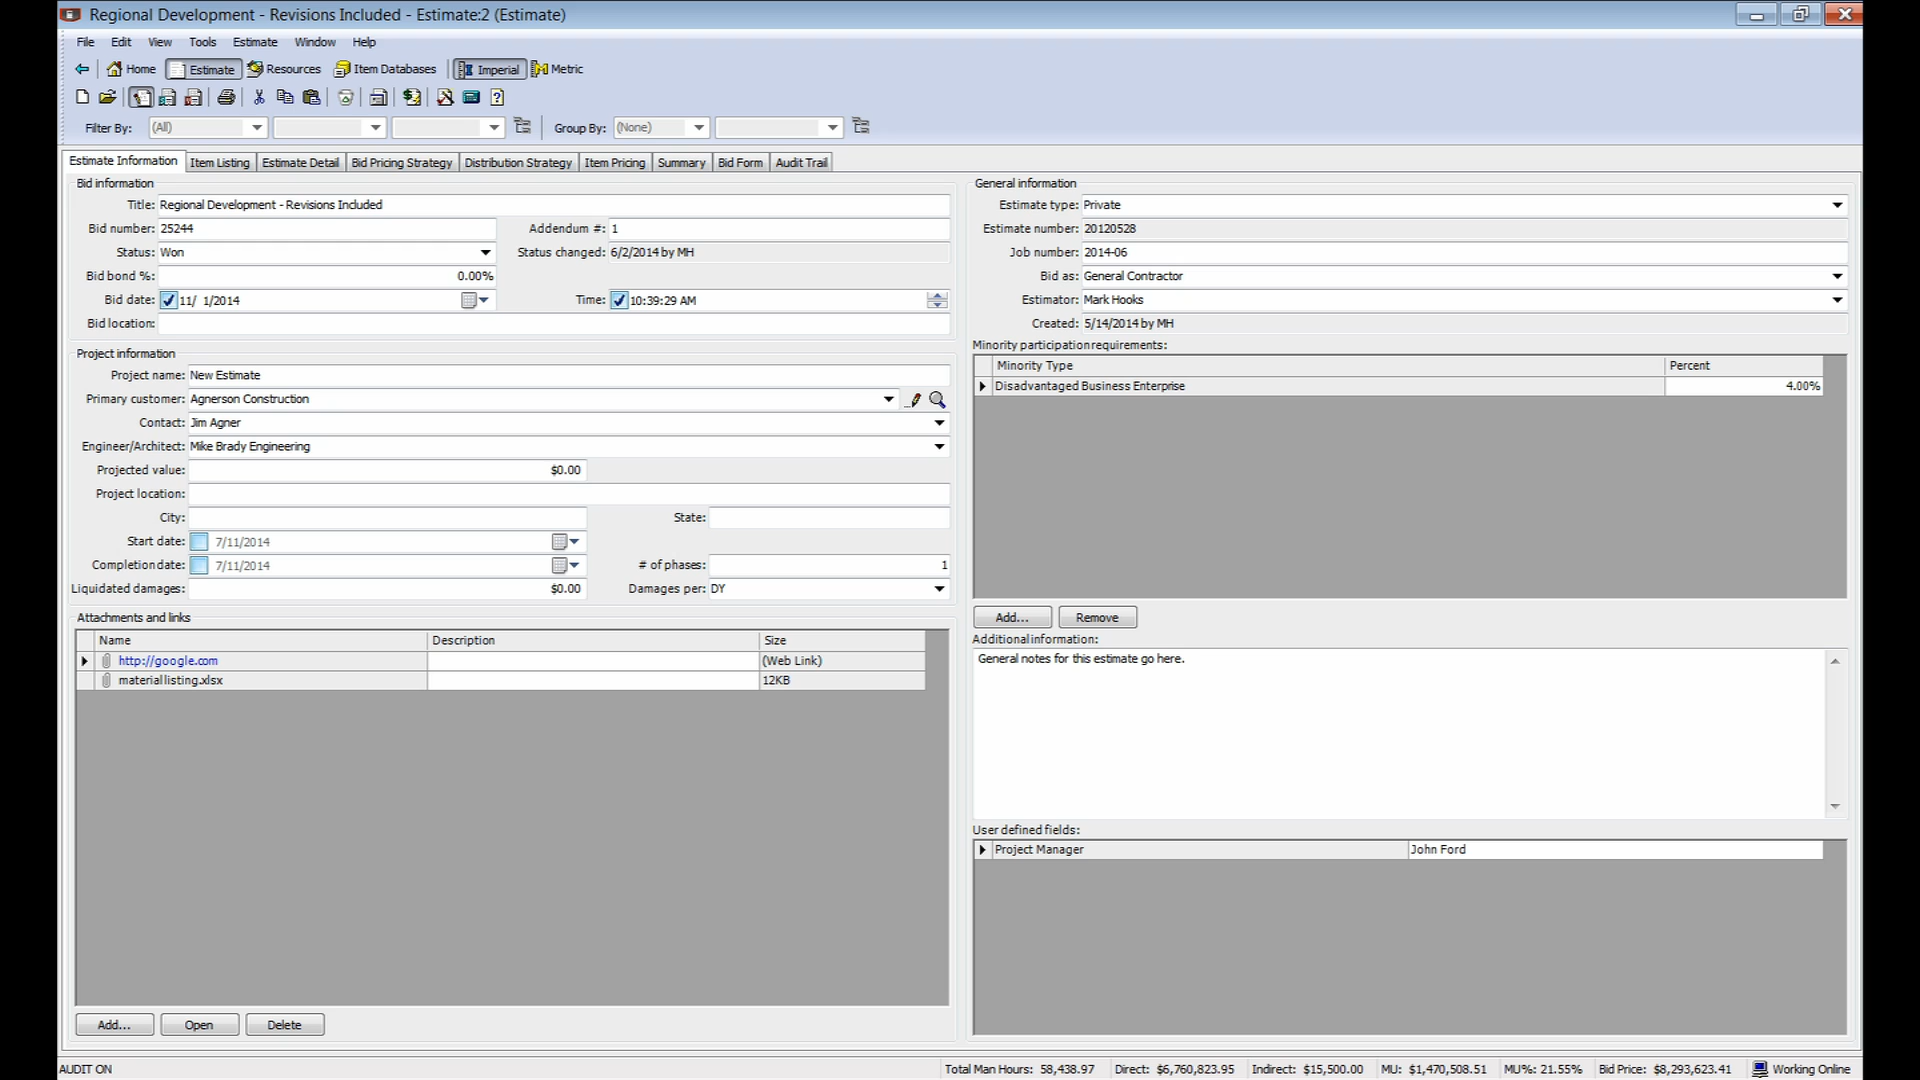 Regional Development - Revisions Included - Estimate:2 (Estimate)
File Edit View Tools Estimate Window Help
Home Estimate Resources Item Databases Imperial Metric
Filter By: (All) Group By: (None)
Estimate Information Item Listing Estimate Detail Bid Pricing Strategy Distribution Strategy Item Pricing Summary Bid Form Audit Trail
Bid information
Title: Regional Development - Revisions Included
Bid number: 25244 Addendum #: 1
Status: Won Status changed: 6/2/2014 by MH
Bid bond %: 0.00%
Bid date: 11/ 1/2014 Time: 10:39:29 AM
Bid location:
Project information
Project name: New Estimate
Primary customer: Agnerson Construction
Contact: Jim Agner
Engineer/Architect: Mike Brady Engineering
Projected value: $0.00
Project location:
City: State:
Start date: 7/11/2014
Completion date: 7/11/2014 # of phases: 1
Liquidated damages: $0.00 Damages per: DY
Attachments and links
Name Description Size
http://google.com (Web Link)
materiallisting.xlsx 12KB
Add... Open Delete
General information
Estimate type: Private
Estimate number: 20120528
Job number: 2014-06
Bid as: General Contractor
Estimator: Mark Hooks
Created: 5/14/2014 by MH
Minority participation requirements:
Minority Type Percent
Disadvantaged Business Enterprise 4.00%
Add... Remove
Additional information:
General notes for this estimate go here.
User defined fields:
Project Manager John Ford
AUDIT ON Total Man Hours: 58,438.97 Direct: $6,760,823.95 Indirect: $15,500.00 MU: $1,470,508.51 MU%: 21.55% Bid Price: $8,293,623.41 Working Online